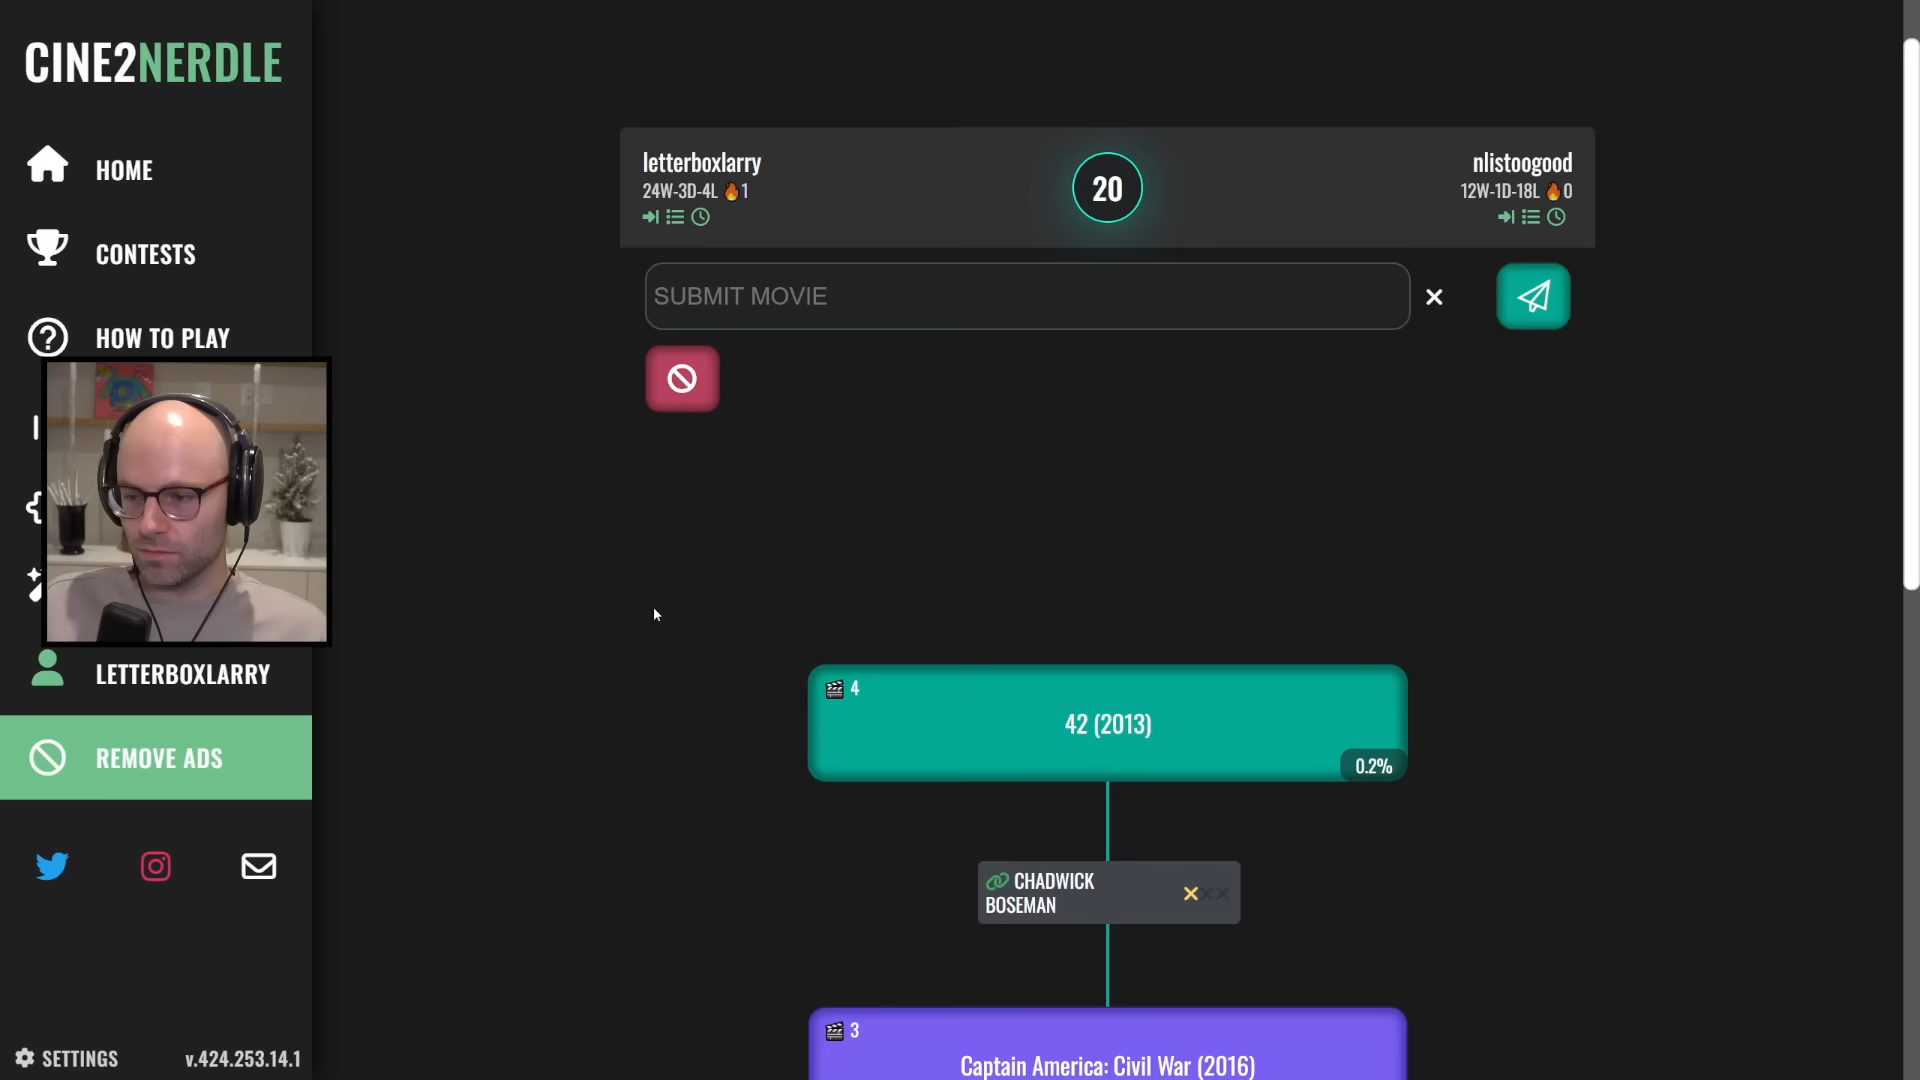 CINE2NERDLE
HOME
CONTESTS
HOW TO PLAY
LETTERBOXLARRY
REMOVE ADS
SETTINGS
v.424.253.14.1
letterboxlarry
24W-3D-4L 🔥1
20
nlistoogood
12W-1D-18L 🔥0
SUBMIT MOVIE
4
42 (2013)
0.2%
CHADWICK
BOSEMAN
3
Captain America: Civil War (2016)